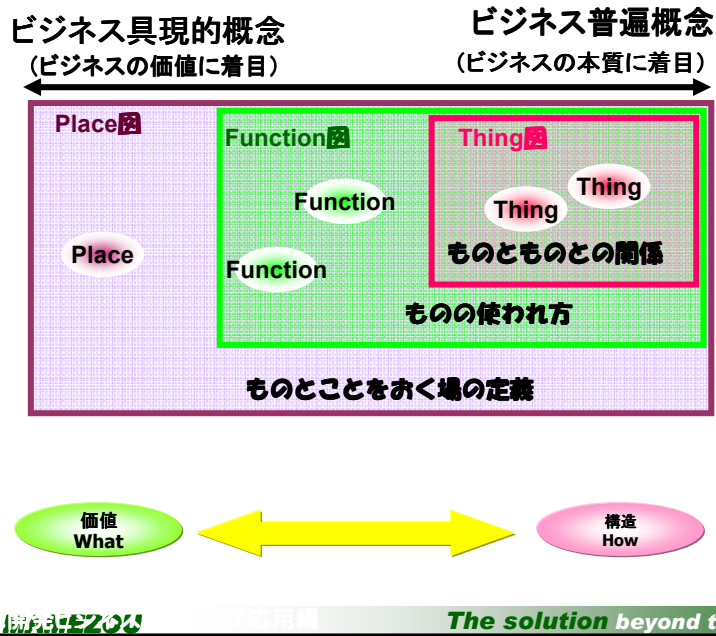 ビジネス具現的概念
(ビジネスの価値に着目)
ビジネス普遍概念
(ビジネスの本質に着目)
Place図
Function図
Thing図
Function
Thing
Thing
Place
Function
ものとものとの関係
ものの使われ方
ものとことをおく場の定義
価値
What
構造
How
応用編
The solution beyond t